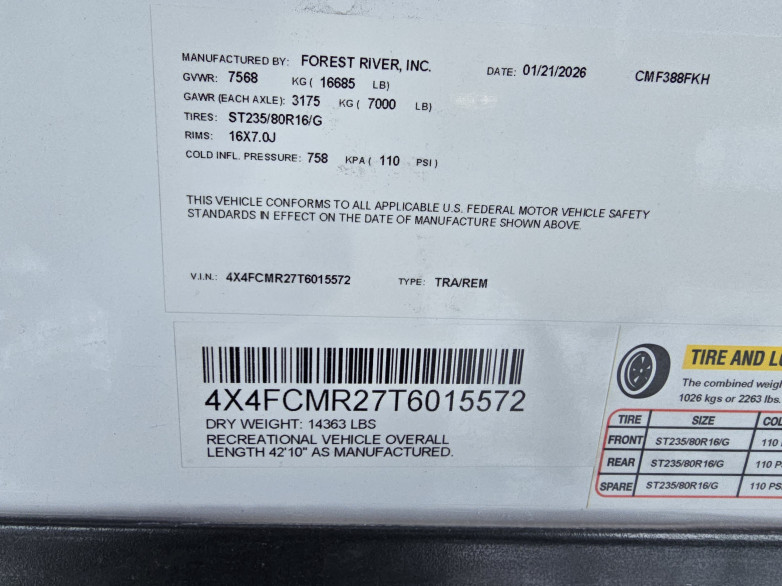 MANUFACTURED BY: FOREST RIVER, INC. DATE: 01/21/2026 CMF388FKH
GVWR: 7568 KG ( 16685 LB)
GAWR (EACH AXLE): 3175 KG ( 7000 LB)
TIRES: ST235/80R16/G
RIMS: 16X7.0J
COLD INFL. PRESSURE: 758 KPA ( 110 PSI)
THIS VEHICLE CONFORMS TO ALL APPLICABLE U.S. FEDERAL MOTOR VEHICLE SAFETY
STANDARDS IN EFFECT ON THE DATE OF MANUFACTURE SHOWN ABOVE.
V.I.N.: 4X4FCMR27T6015572 TYPE: TRA/REM
4X4FCMR27T6015572
DRY WEIGHT: 14363 LBS
RECREATIONAL VEHICLE OVERALL
LENGTH 42'10" AS MANUFACTURED.
TIRE AND LO
The combined weigh
1026 kgs or 2263 lbs.
TIRE SIZE COL
FRONT ST235/80R16/G 110
REAR ST235/80R16/G 110 P
SPARE ST235/80R16/G 110 PS